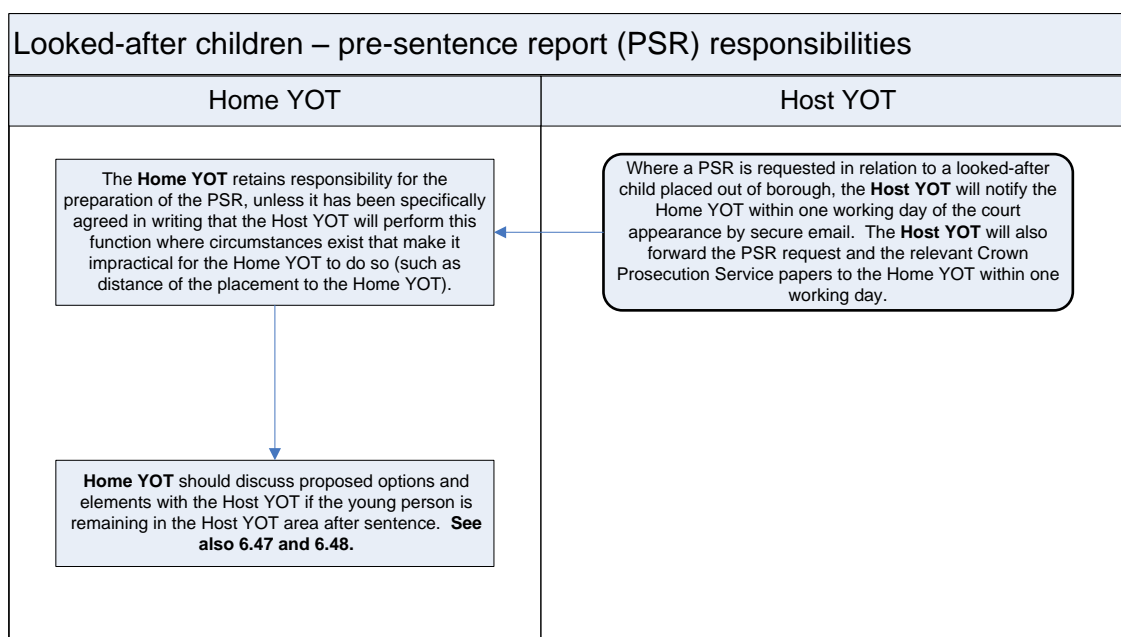 Looked-after children – pre-sentence report (PSR) responsibilities
Home YOT
Host YOT
Where a PSR is requested in relation to a looked-after
child placed out of borough, the Host YOT will notify the
Home YOT within one working day of the court
appearance by secure email.  The Host YOT will also
forward the PSR request and the relevant Crown
Prosecution Service papers to the Home YOT within one
working day.
The Home YOT retains responsibility for the
preparation of the PSR, unless it has been specifically
agreed in writing that the Host YOT will perform this
function where circumstances exist that make it
impractical for the Home YOT to do so (such as
distance of the placement to the Home YOT).
Home YOT should discuss proposed options and
elements with the Host YOT if the young person is
remaining in the Host YOT area after sentence.  See
also 6.47 and 6.48.